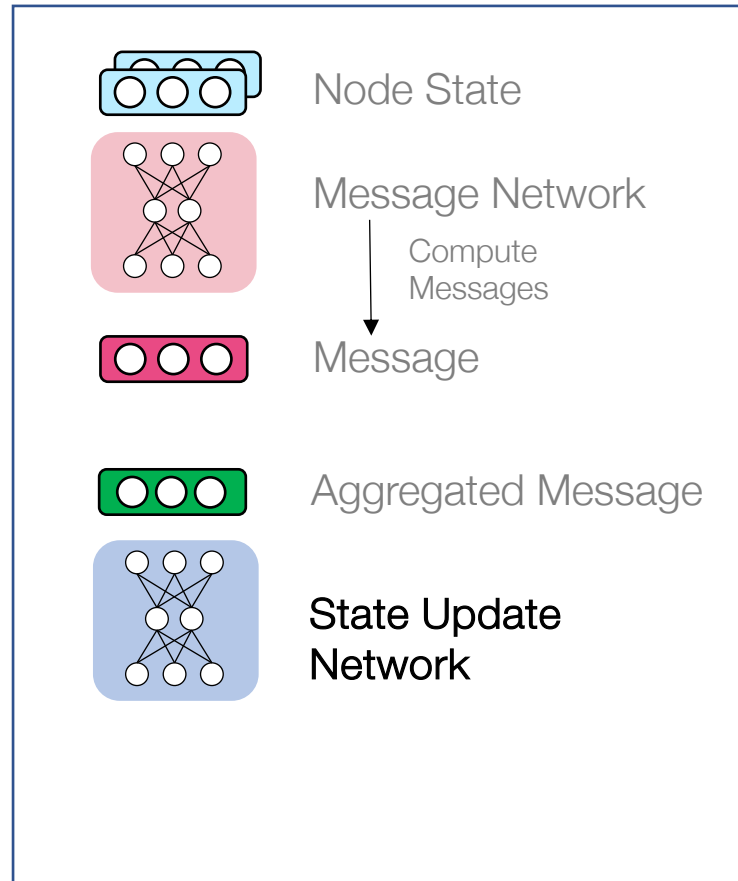 Node State
Message Network
Compute
Messages
Message
Aggregated Message
State Update
Network